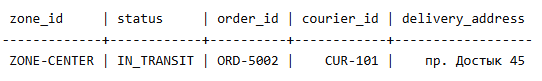 zone_id | status | order_id | courier_id | delivery_address
------------+------------+----------+------------+------------------
ZONE-CENTER | IN_TRANSIT | ORD-5002 | CUR-101 | пр. Достык 45